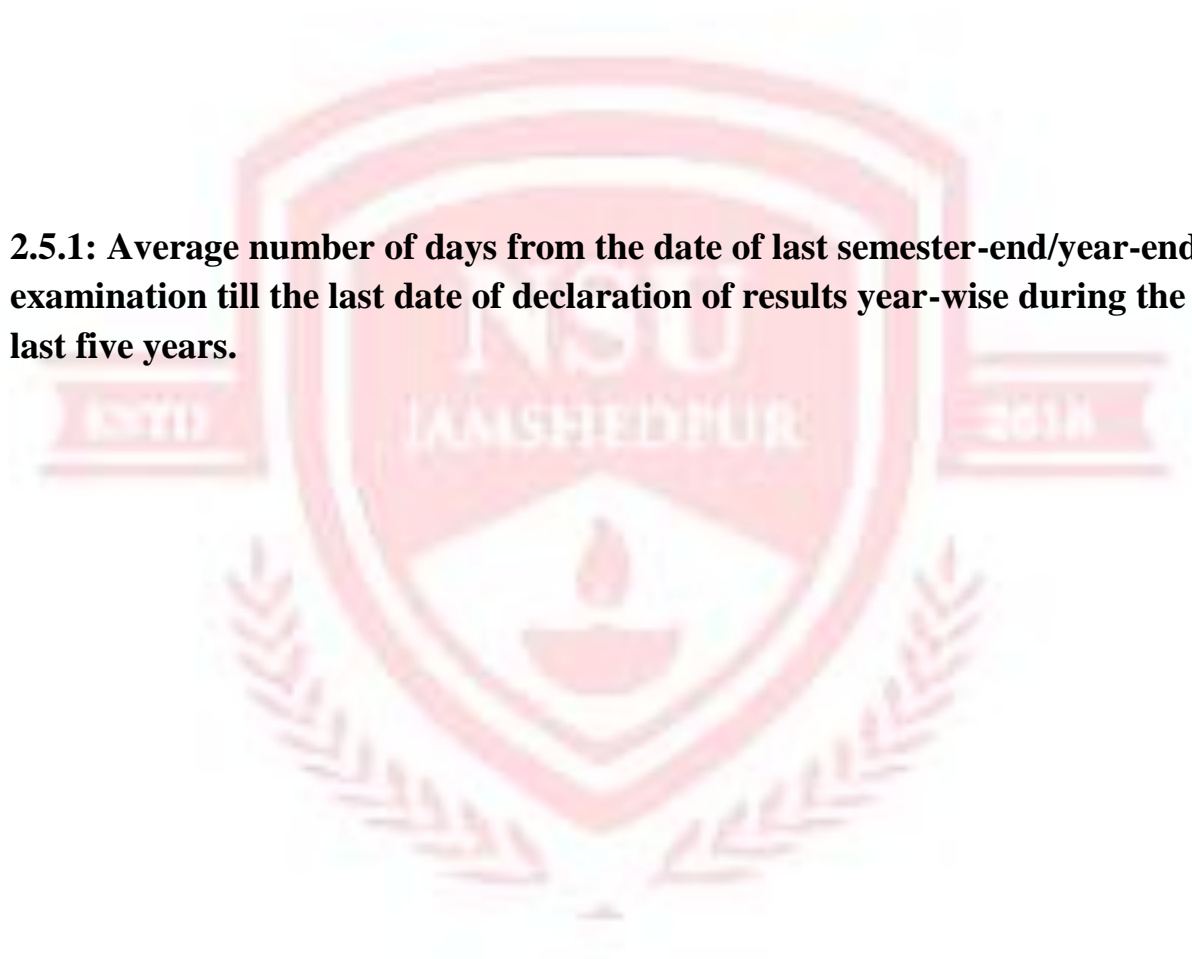 2.5.1: Average number of days from the date of last semester-end/year-end
examination till the last date of declaration of results year-wise during the
last five years.
NSU
JAMSHEDPUR
ESTD
2018